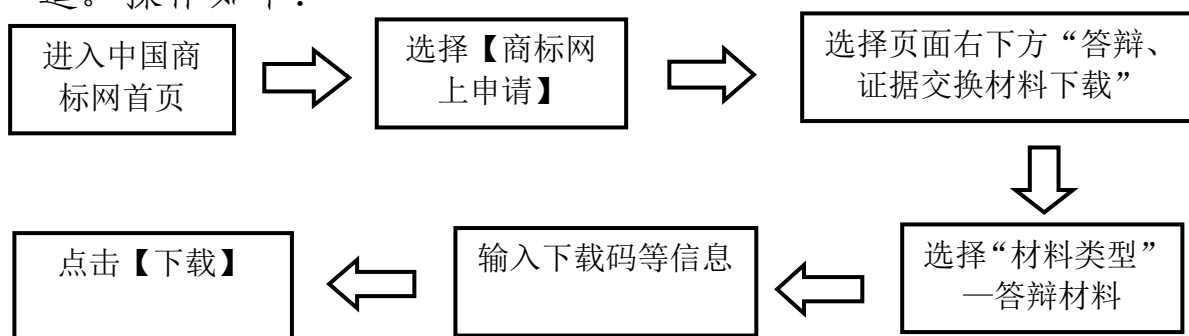 进入中国商
标网首页
选择【商标网
上申请】
选择页面右下方“答辩、
证据交换材料下载”
选择“材料类型”
—答辩材料
输入下载码等信息
点击【下载】